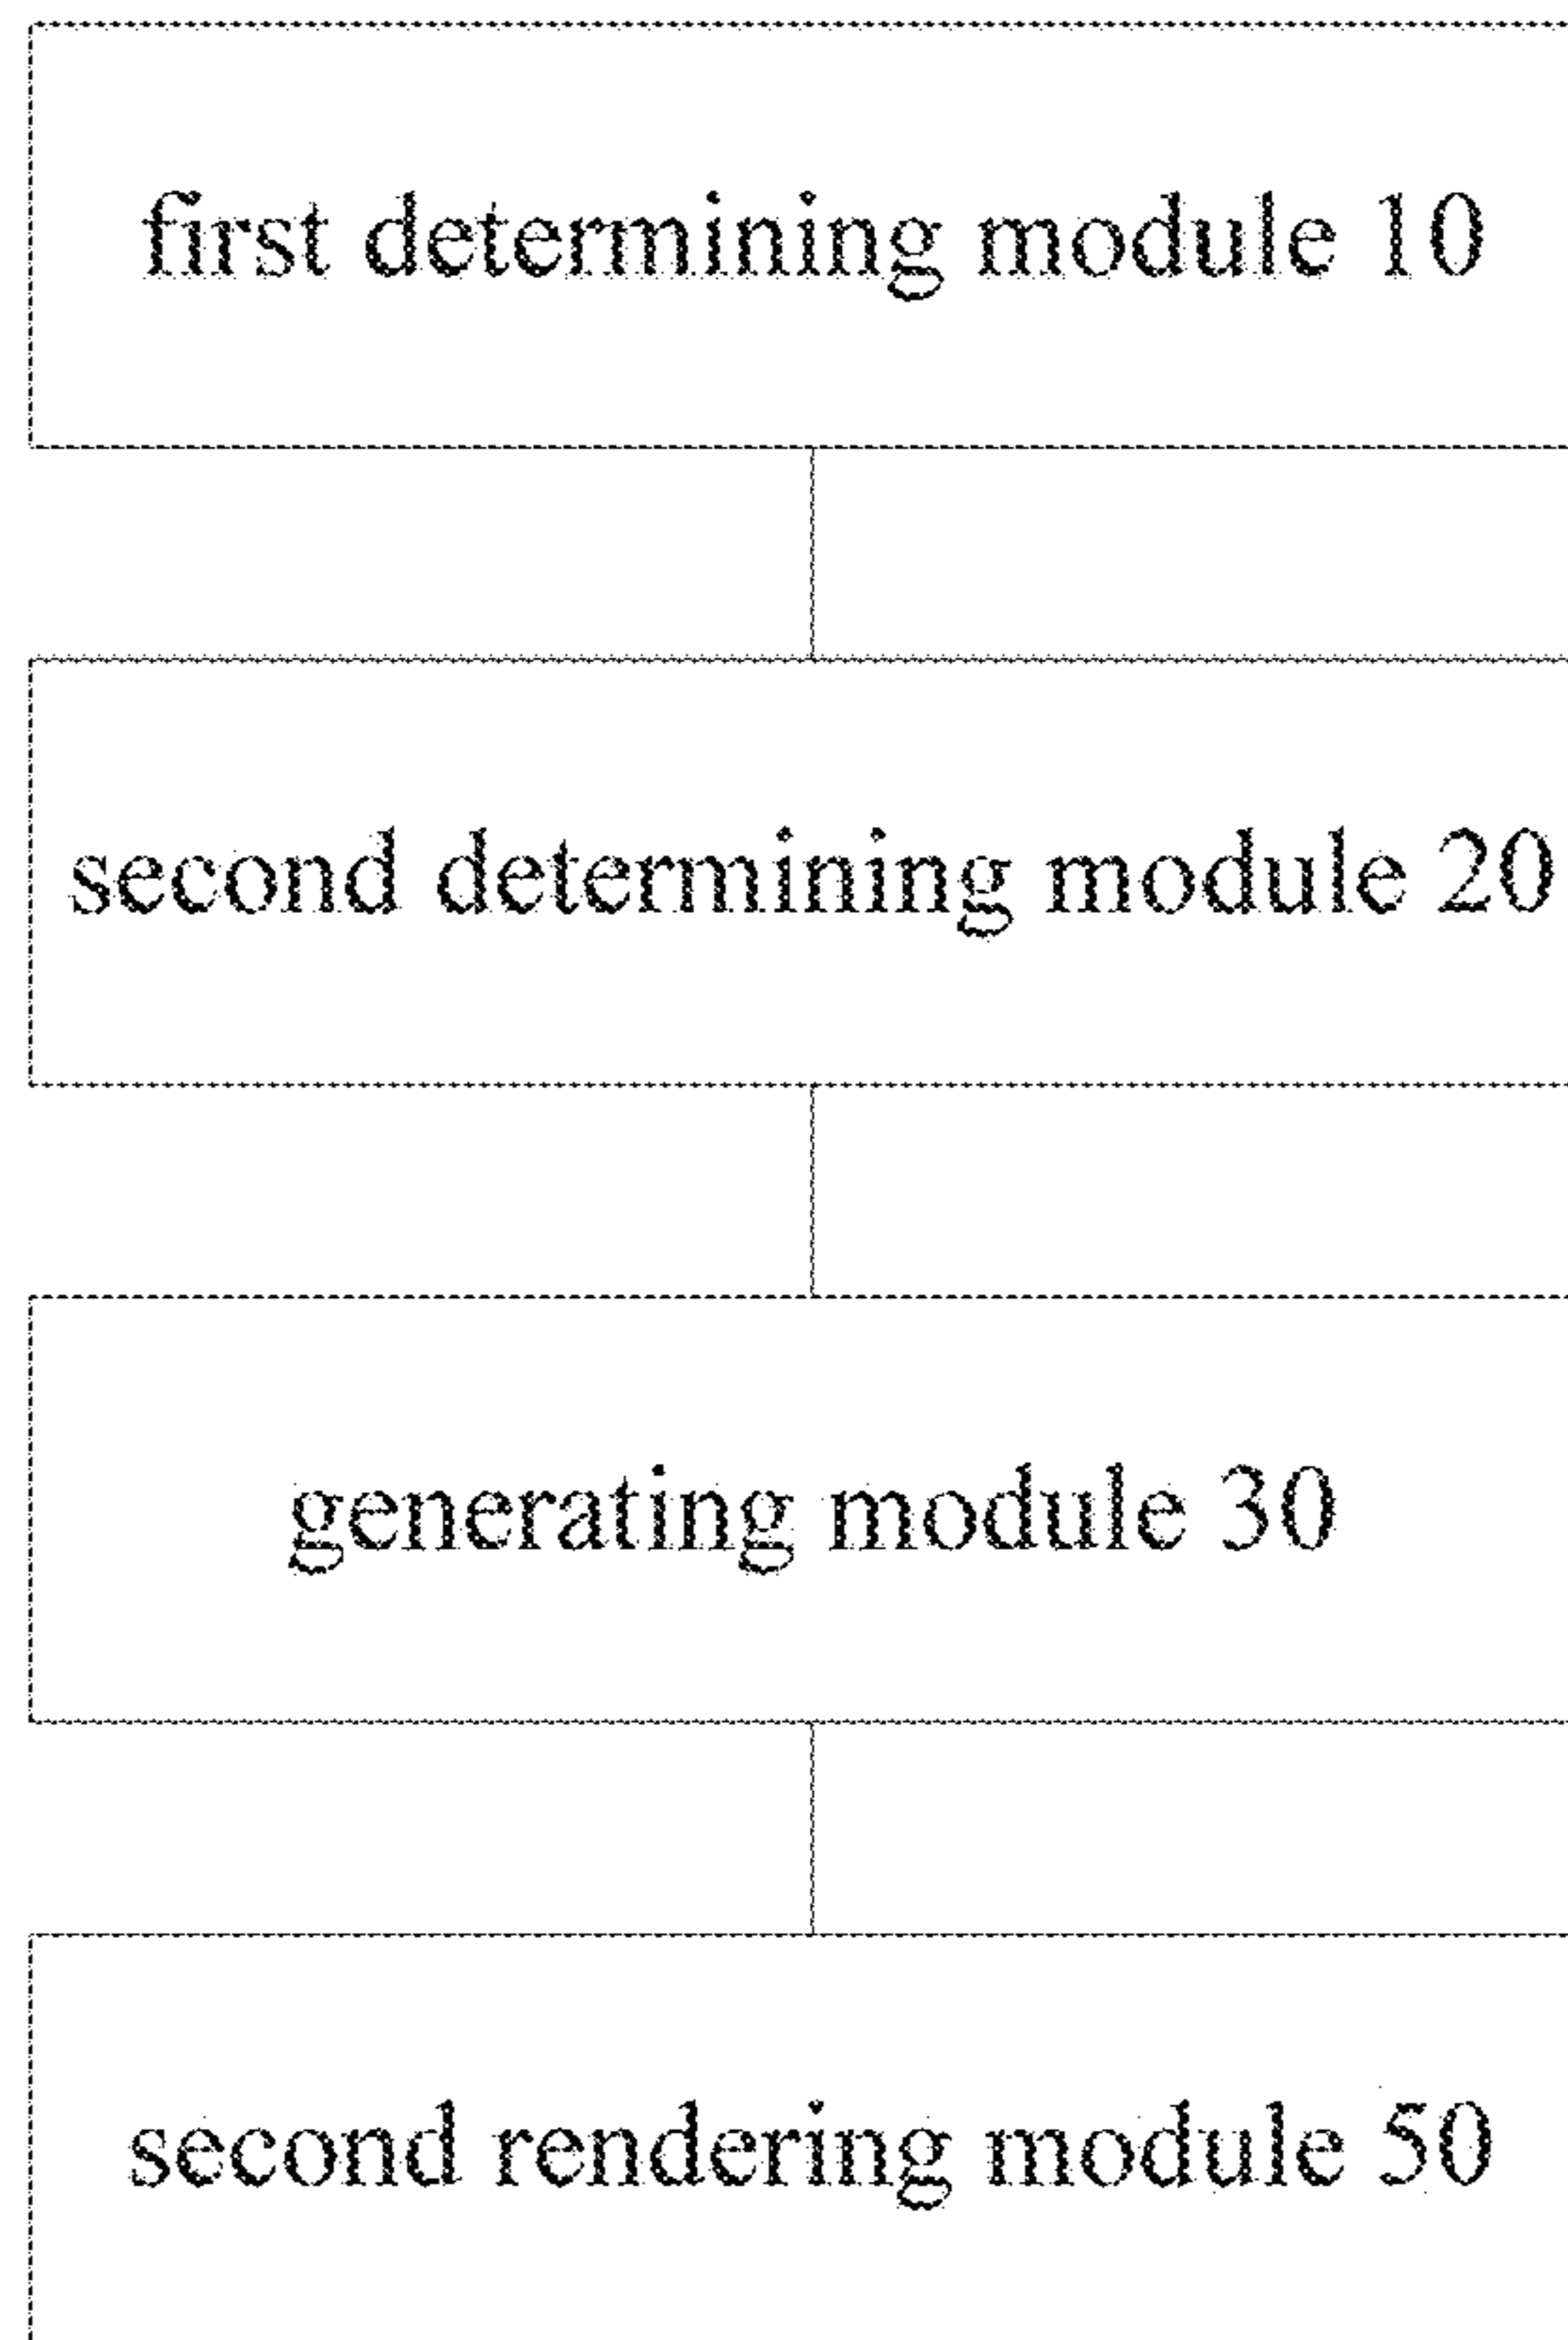 first determining module 10
second determining module 20
generating module 30
second rendering module 50